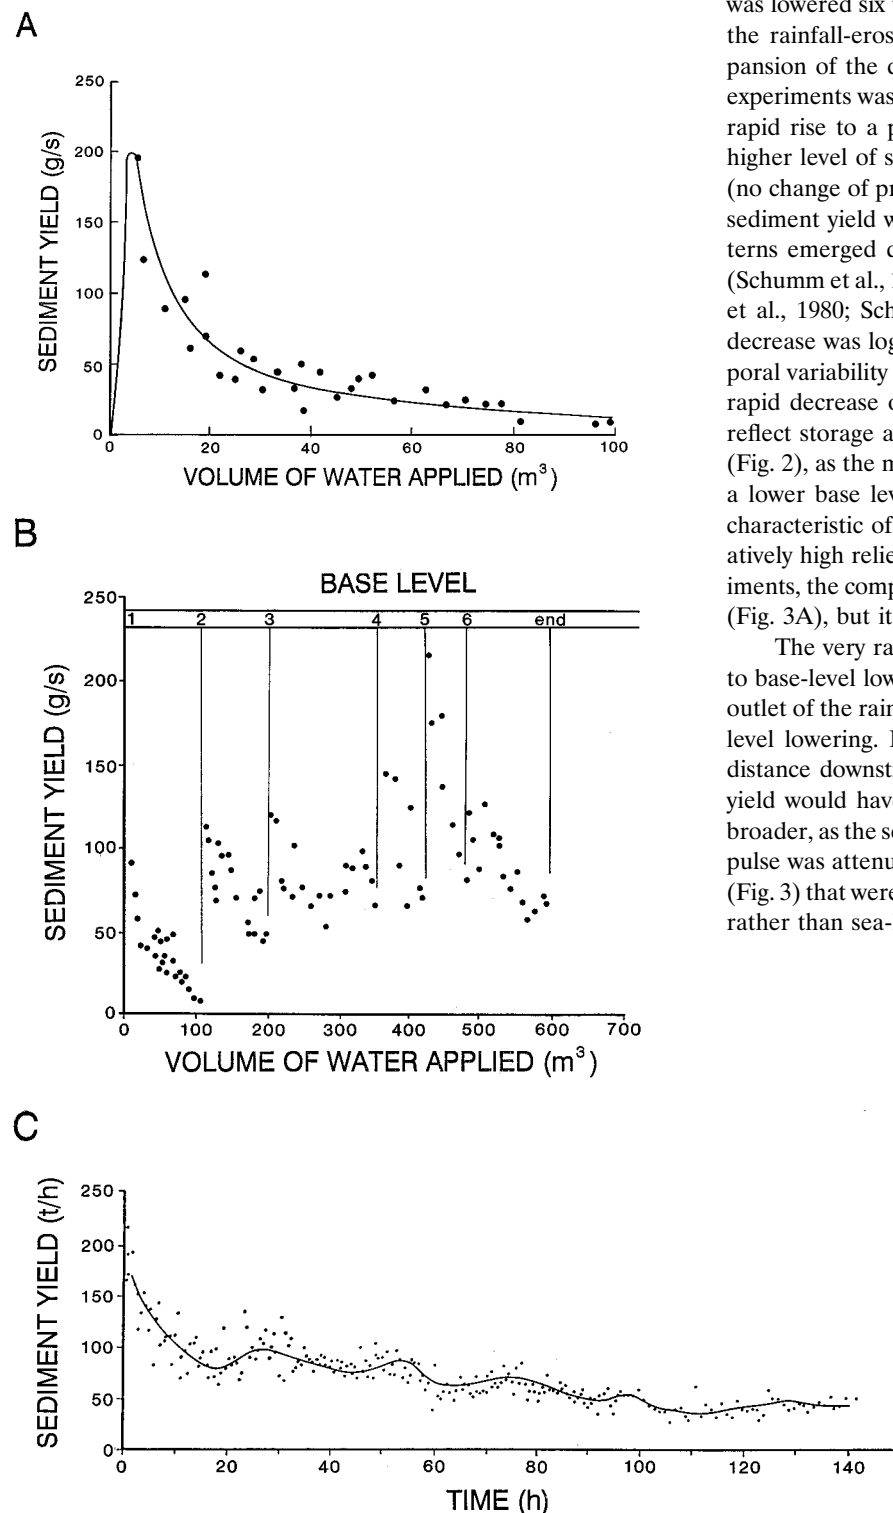 A
250
200
150
100
50
0
SEDIMENT YIELD (g/s)
0 20 40 60 80 100
VOLUME OF WATER APPLIED (m³)
B
BASE LEVEL
1 2 3 4 5 6 end
250
200
150
100
50
0
SEDIMENT YIELD (g/s)
0 100 200 300 400 500 600 700
VOLUME OF WATER APPLIED (m³)
C
250
200
150
100
50
0
SEDIMENT YIELD (t/h)
0 20 40 60 80 100 120 140
TIME (h)
was lowered six
the rainfall-eros
pansion of the
experiments was
rapid rise to a
higher level of s
(no change of pr
sediment yield w
terns emerged
(Schumm et al.,
et al., 1980; Sch
decrease was log
poral variability
rapid decrease
reflect storage a
(Fig. 2), as the m
a lower base lev
characteristic of
atively high relie
iments, the comp
(Fig. 3A), but it
The very ra
to base-level low
outlet of the rain
level lowering.
distance downst
yield would hav
broader, as the s
pulse was attenu
(Fig. 3) that were
rather than sea-